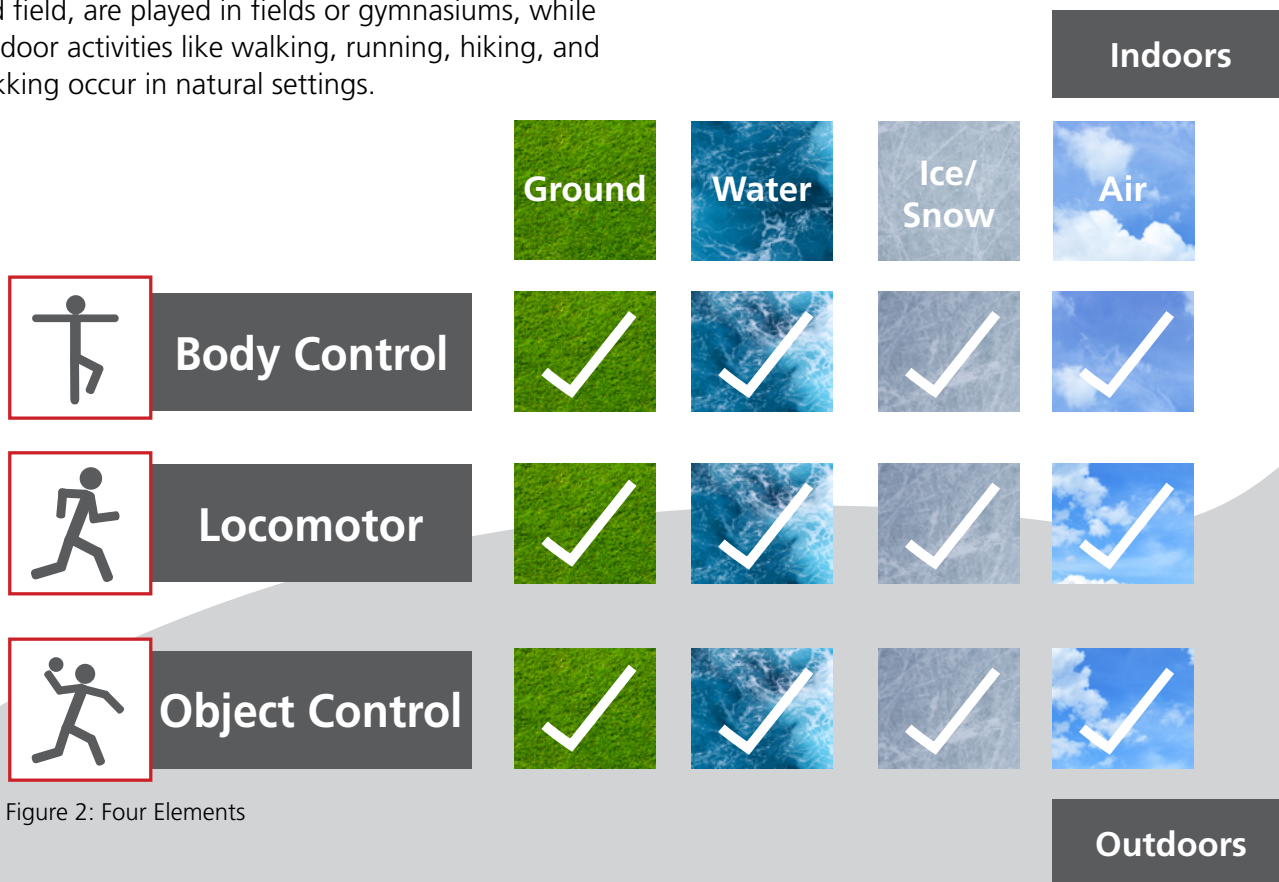 d field, are played in fields or gymnasiums, while
door activities like walking, running, hiking, and
kking occur in natural settings.
Indoors
Ground
Water
Ice/
Snow
Air
Body Control
Locomotor
Object Control
Figure 2: Four Elements
Outdoors